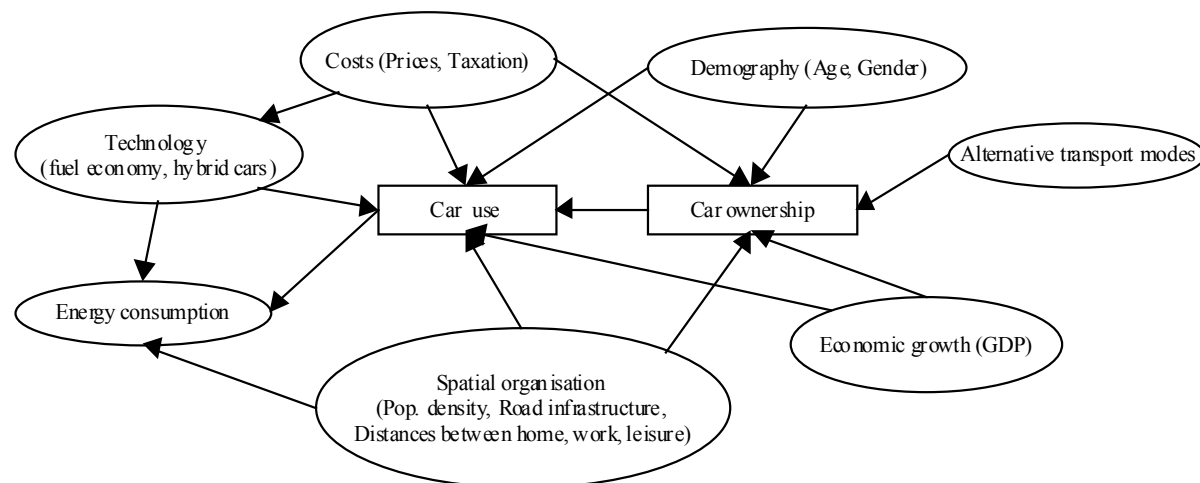 Costs (Prices, Taxation)
Demography (Age, Gender)
Technology
(fuel economy, hybrid cars)
Alternative transport modes
Car use
Car ownership
Energy consumption
Economic growth (GDP)
Spatial organisation
(Pop. density, Road infrastructure,
Distances between home, work, leisure)